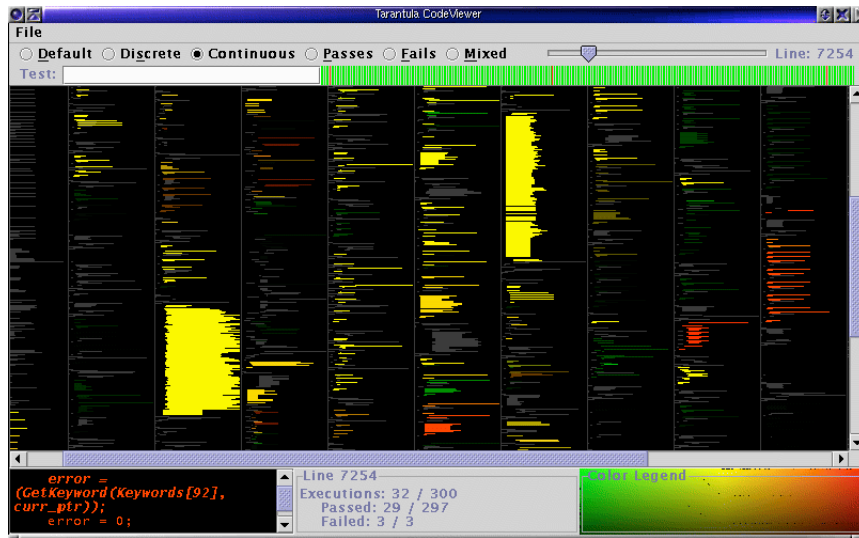 Tarantula CodeViewer
File
Default Discrete Continuous Passes Fails Mixed Line: 7254
Test:
error =
(GetKeyword(Keywords[92],
curr_ptr));
error = 0;
Line 7254
Executions: 32 / 300
Passed: 29 / 297
Failed: 3 / 3
Color Legend